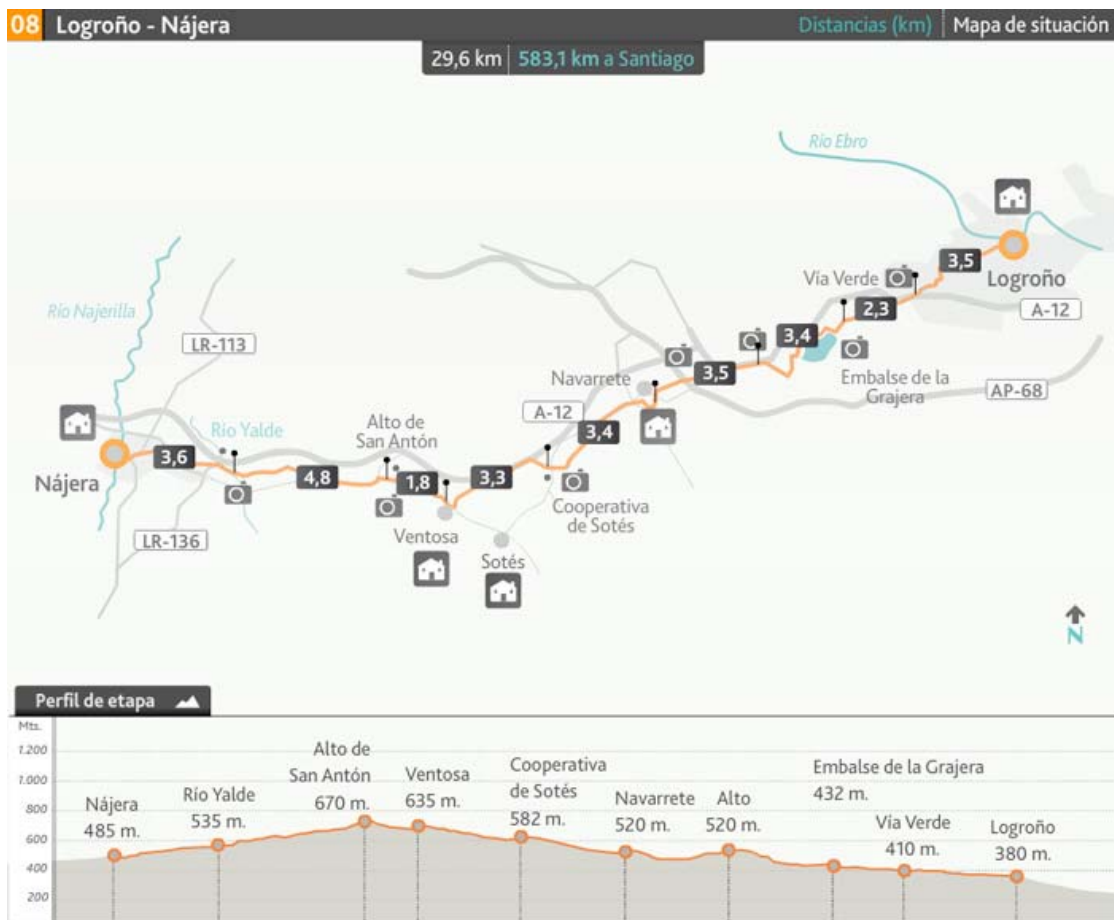 08 Logroño - Nájera
Distancias (km) Mapa de situación
29,6 km 583,1 km a Santiago
Río Ebro
3,5
Logroño
Vía Verde
2,3
A-12
3,4
Río Najerilla
LR-113
Embalse de la
Grajera
3,5
Navarrete
AP-68
A-12
Alto de
San Antón
Río Yalde
3,4
3,6
Nájera
4,8
1,8
3,3
Cooperativa
de Sotés
LR-136
Ventosa
Sotés
N
Perfil de etapa
Mts.
1.200
1.000
800
600
400
200
Nájera
485 m.
Río Yalde
535 m.
Alto de
San Antón
670 m.
Ventosa
635 m.
Cooperativa
de Sotés
582 m.
Navarrete
520 m.
Alto
520 m.
Embalse de la Grajera
432 m.
Vía Verde
410 m.
Logroño
380 m.